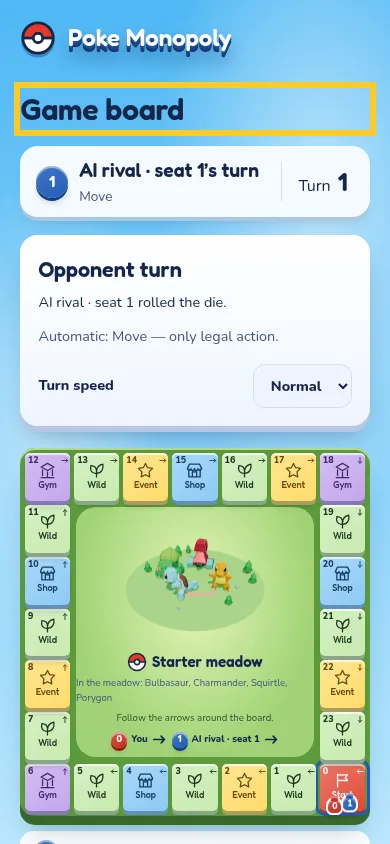 Poke Monopoly
Game board
1
AI rival · seat 1's turn
Move
Turn 1
Opponent turn
AI rival · seat 1 rolled the die.
Automatic: Move — only legal action.
Turn speed
Normal
12 → Gym
13 → Wild
14 → Event
15 → Shop
16 → Wild
17 → Event
18 ↓ Gym
11 ↑ Wild
19 ↓ Wild
10 ↑ Shop
20 ↓ Shop
9 ↑ Wild
21 ↓ Wild
8 ↑ Event
22 ↓ Event
7 ↑ Wild
23 ↓ Wild
Starter meadow
In the meadow: Bulbasaur, Charmander, Squirtle,
Porygon
Follow the arrows around the board.
0 You → 1 AI rival · seat 1 →
6 ↑ Gym
5 ← Wild
4 ← Shop
3 ← Wild
2 ← Event
1 ← Wild
0 ←
0 1